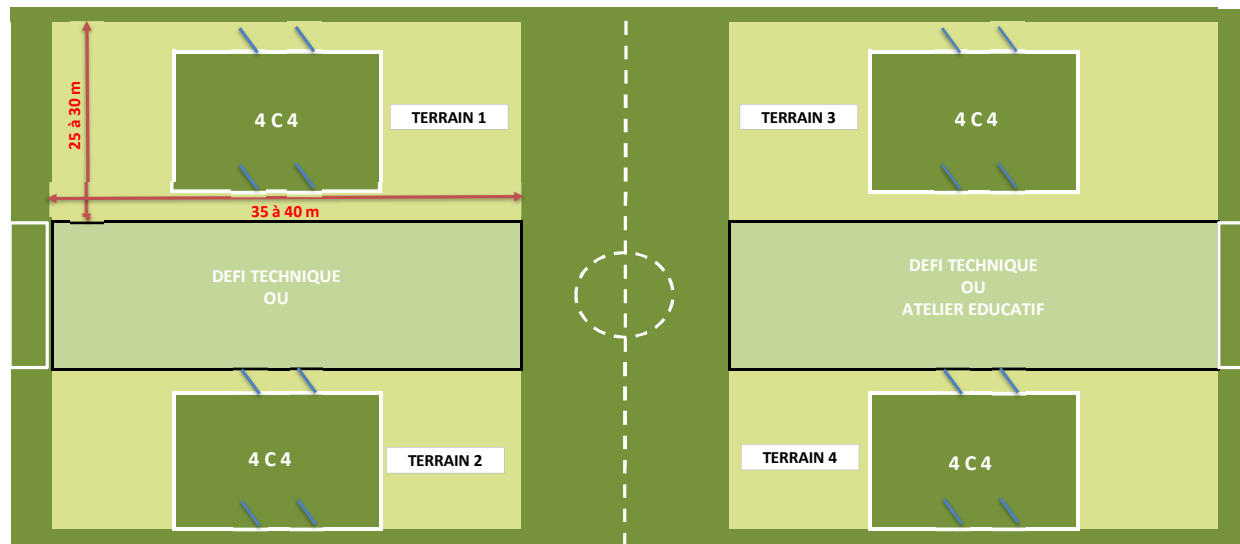 4 C 4
TERRAIN 1
TERRAIN 3
4 C 4
25 à 30 m
35 à 40 m
DEFI TECHNIQUE
OU
DEFI TECHNIQUE
OU
ATELIER EDUCATIF
4 C 4
TERRAIN 2
TERRAIN 4
4 C 4